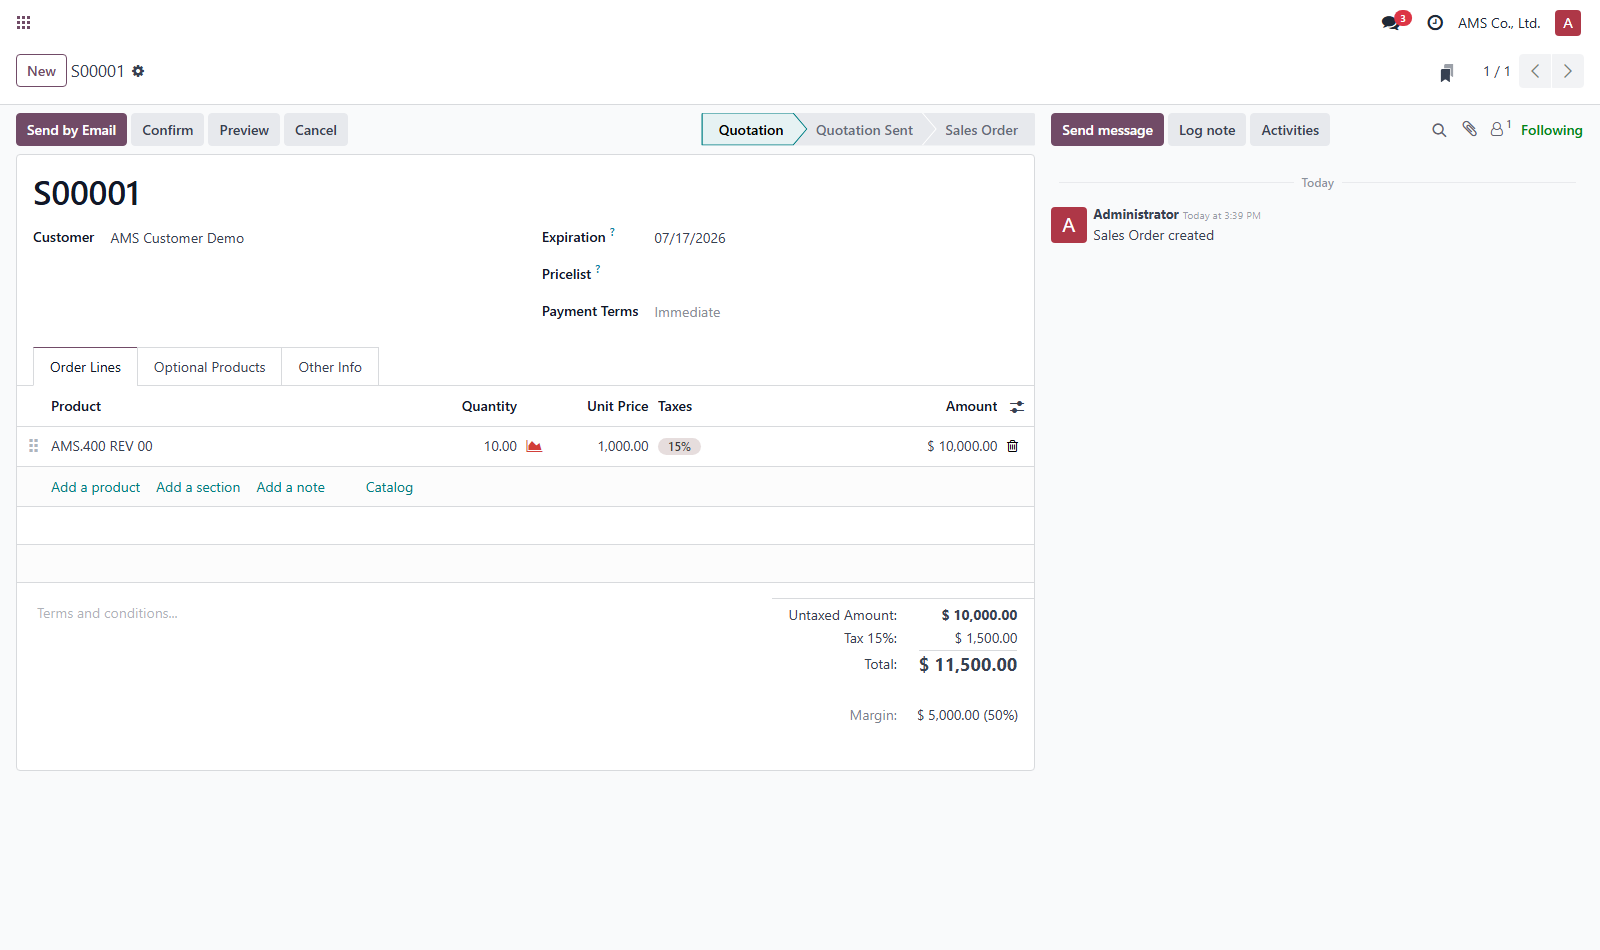 3
AMS Co., Ltd.
A
New
S00001
1 / 1
Send by Email
Confirm
Preview
Cancel
Quotation
Quotation Sent
Sales Order
Send message
Log note
Activities
1
Following
S00001
Customer
AMS Customer Demo
Expiration ?
07/17/2026
Pricelist ?
Payment Terms
Immediate
Today
A
Administrator Today at 3:39 PM
Sales Order created
Order Lines
Optional Products
Other Info
Product Quantity Unit Price Taxes Amount
AMS.400 REV 00 10.00 1,000.00 15% $ 10,000.00
Add a product Add a section Add a note Catalog
Terms and conditions...
Untaxed Amount: $ 10,000.00
Tax 15%: $ 1,500.00
Total: $ 11,500.00
Margin: $ 5,000.00 (50%)